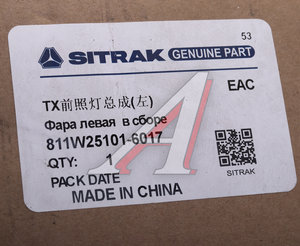 53
SITRAK GENUINE PART
EAC
TX前照灯总成(左)
Фара левая в сборе
811W25101-6017
QTY: 1
PACK DATE
MADE IN CHINA
SITRAK